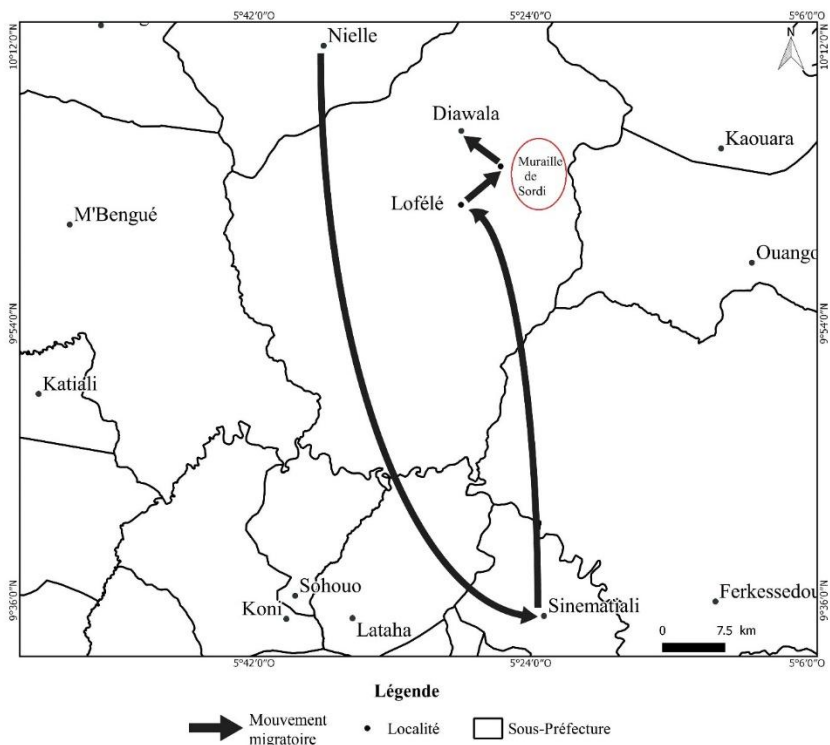 5°42'0"O
5°24'0"O
5°6'0"O
10°12'0"N
10°12'0"N
Nielle
N
Diawala
Kaouara
Muraille
de
Sordi
Lofélé
M'Bengué
Ouango
9°54'0"N
9°54'0"N
Katiali
9°36'0"N
9°36'0"N
Sohouo
Koni
Lataha
Sinematiali
Ferkessedou
0 7.5 km
5°42'0"O
5°24'0"O
5°6'0"O
Légende
Mouvement
migratoire
Localité
Sous-Préfecture